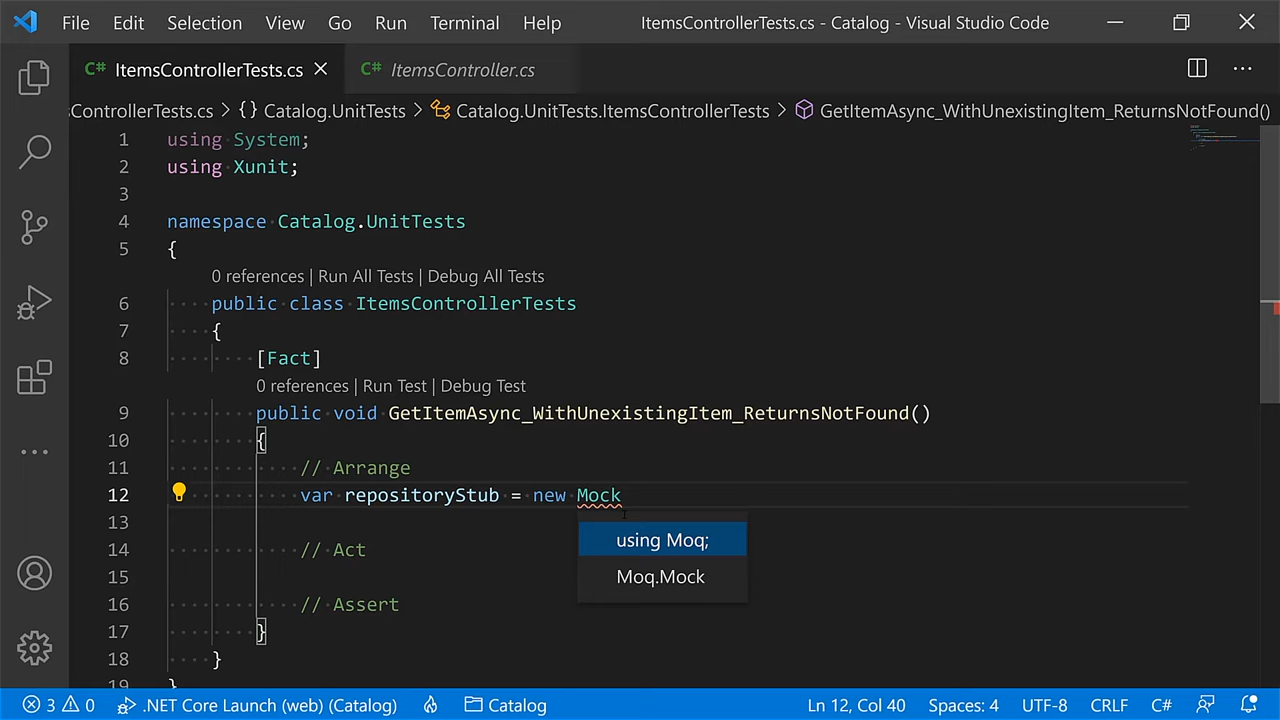 File Edit Selection View Go Run Terminal Help ItemsControllerTests.cs - Catalog - Visual Studio Code
C# ItemsControllerTests.cs C# ItemsController.cs
sControllerTests.cs > {} Catalog.UnitTests > Catalog.UnitTests.ItemsControllerTests > GetItemAsync_WithUnexistingItem_ReturnsNotFound()
1 using System;
2 using Xunit;
3
4 namespace Catalog.UnitTests
5 {
0 references | Run All Tests | Debug All Tests
6 public class ItemsControllerTests
7 {
8 [Fact]
0 references | Run Test | Debug Test
9 public void GetItemAsync_WithUnexistingItem_ReturnsNotFound()
10 {
11 // Arrange
12 var repositoryStub = new Mock
13
using Moq;
14 // Act
15
Moq.Mock
16 // Assert
17 }
18 }
19 }
3 0 .NET Core Launch (web) (Catalog) Catalog Ln 12, Col 40 Spaces: 4 UTF-8 CRLF C#